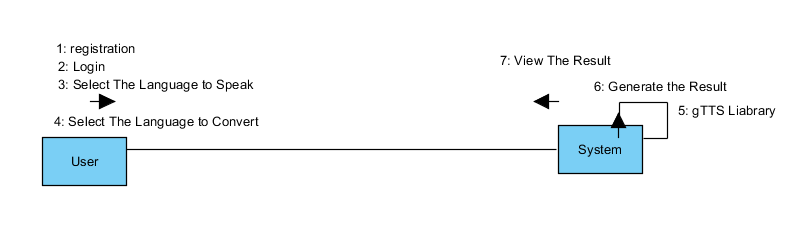 1: registration
2: Login
3: Select The Language to Speak
4: Select The Language to Convert
User
7: View The Result
6: Generate the Result
5: gTTS Liabrary
System